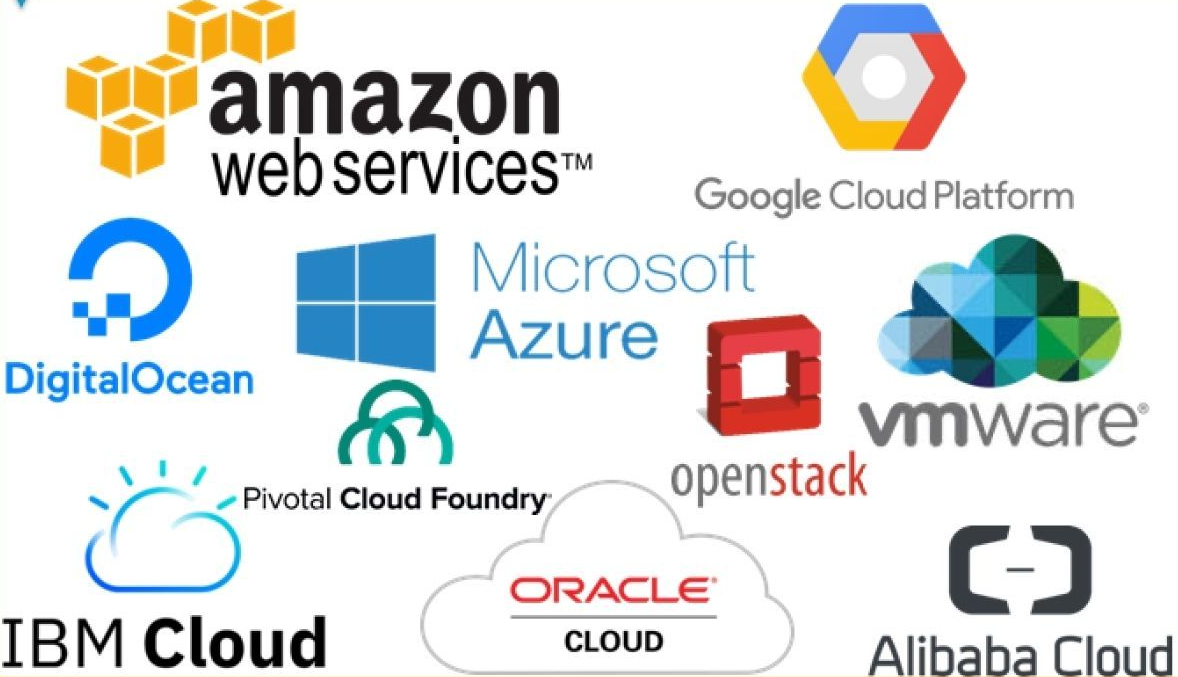 amazon
web services™
Google Cloud Platform
Microsoft
Azure
DigitalOcean
openstack
vmware®
Pivotal Cloud Foundry
IBM Cloud
ORACLE®
CLOUD
Alibaba Cloud